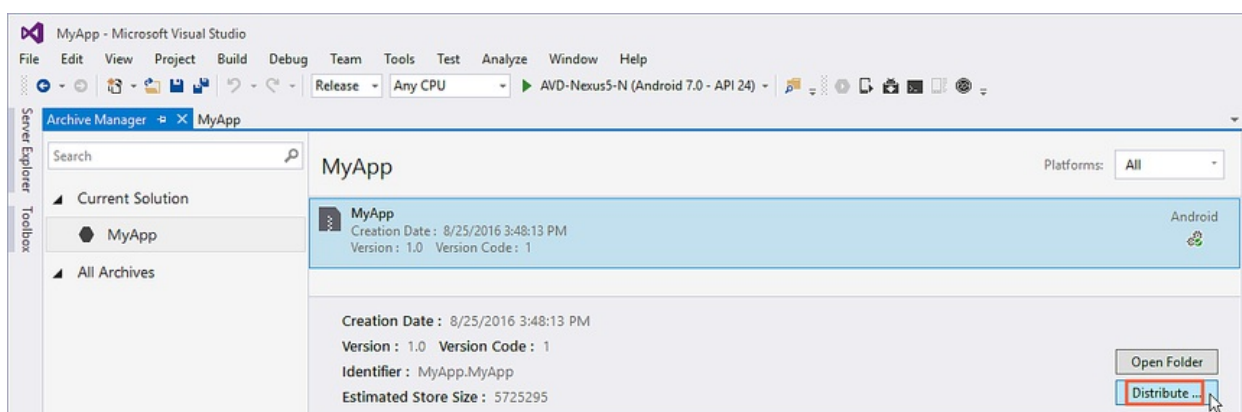 MyApp - Microsoft Visual Studio
File Edit View Project Build Debug Team Tools Test Analyze Window Help
Release Any CPU AVD-Nexus5-N (Android 7.0 - API 24)
Server Explorer
Toolbox
Archive Manager MyApp
Search
Current Solution
MyApp
All Archives
MyApp Platforms: All
MyApp Android
Creation Date : 8/25/2016 3:48:13 PM
Version : 1.0 Version Code : 1
Creation Date : 8/25/2016 3:48:13 PM
Version : 1.0 Version Code : 1
Identifier : MyApp.MyApp
Estimated Store Size : 5725295
Open Folder
Distribute ...